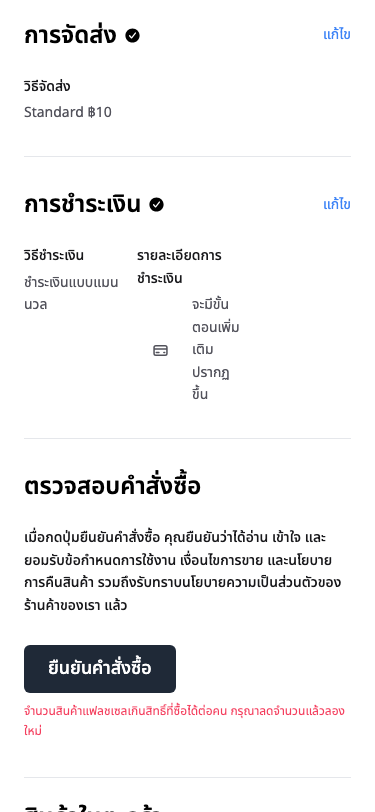 การจัดส่ง
แก้ไข
วิธีจัดส่ง
Standard ฿10
การชำระเงิน
แก้ไข
วิธีชำระเงิน
ชำระเงินแบบแมน
นวล
รายละเอียดการ
ชำระเงิน
จะมีขั้น
ตอนเพิ่ม
เติม
ปรากฏ
ขึ้น
ตรวจสอบคำสั่งซื้อ
เมื่อกดปุ่มยืนยันคำสั่งซื้อ คุณยืนยันว่าได้อ่าน เข้าใจ และ
ยอมรับข้อกำหนดการใช้งาน เงื่อนไขการขาย และนโยบาย
การคืนสินค้า รวมถึงรับทราบนโยบายความเป็นส่วนตัวของ
ร้านค้าของเรา แล้ว
ยืนยันคำสั่งซื้อ
จำนวนสินค้าแฟลชเซลเกินสิทธิ์ที่ซื้อได้ต่อคน กรุณาลดจำนวนแล้วลอง
ใหม่